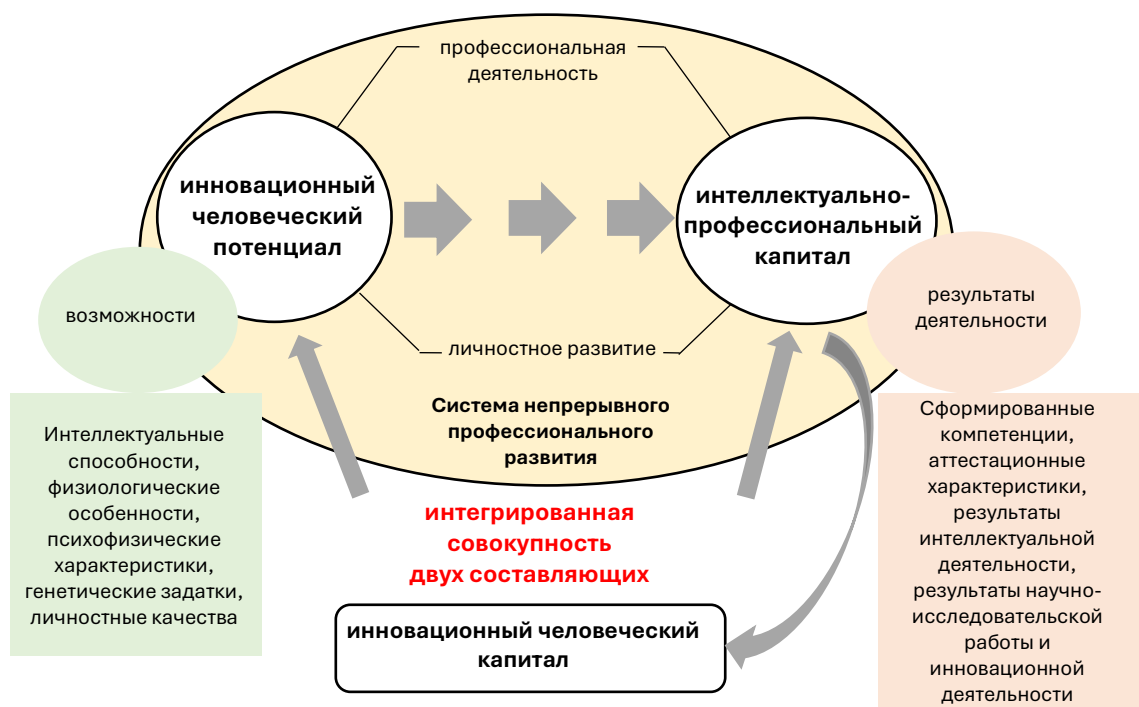 профессиональная
деятельность
инновационный
человеческий
потенциал
интеллектуально-
профессиональный
капитал
возможности
результаты
деятельности
личностное развитие
Система непрерывного
профессионального
развития
Интеллектуальные
способности,
физиологические
особенности,
психофизические
характеристики,
генетические задатки,
личностные качества
Сформированные
компетенции,
аттестационные
характеристики,
результаты
интеллектуальной
деятельности,
результаты научно-
исследовательской
работы и
инновационной
деятельности
интегрированная
совокупность
двух составляющих
инновационный человеческий
капитал